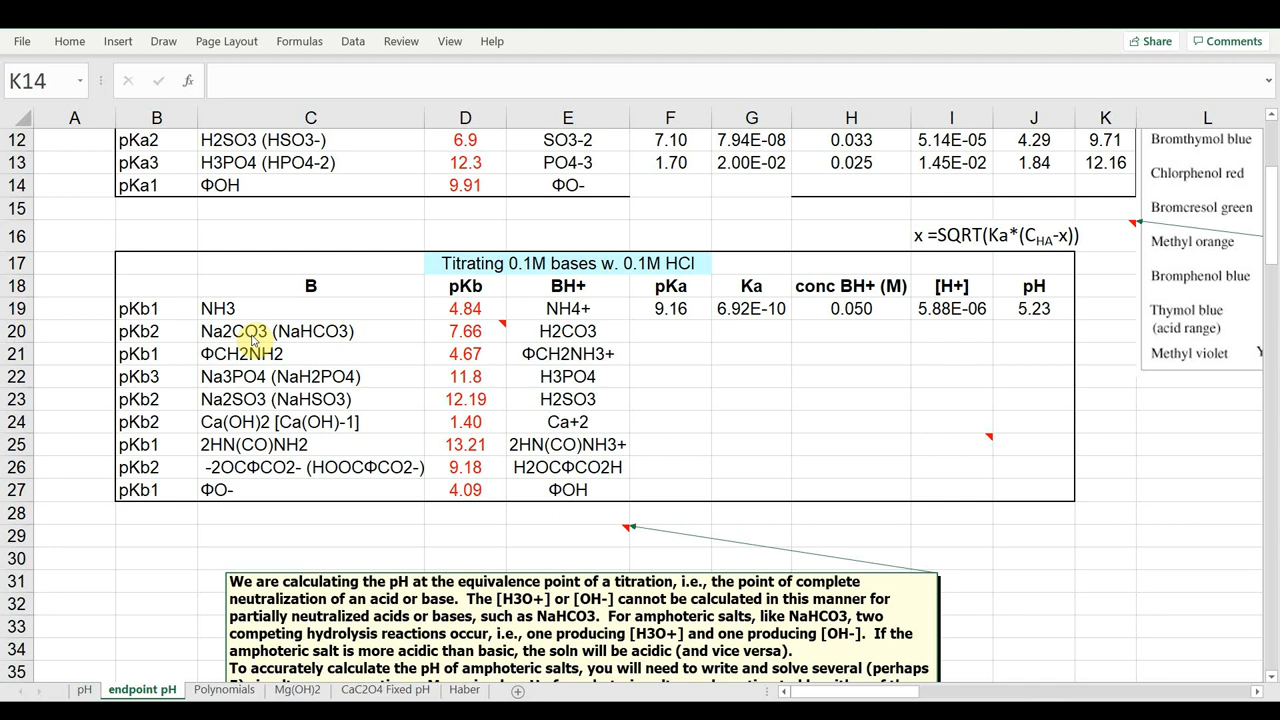 File Home Insert Draw Page Layout Formulas Data Review View Help Share Comments
K14 fx
A B C D E F G H I J K L
12 pKa2 H2SO3 (HSO3-) 6.9 SO3-2 7.10 7.94E-08 0.033 5.14E-05 4.29 9.71 Bromthymol blue
13 pKa3 H3PO4 (HPO4-2) 12.3 PO4-3 1.70 2.00E-02 0.025 1.45E-02 1.84 12.16 Chlorphenol red
14 pKa1 ΦOH 9.91 ΦO-
15 Bromcresol green
16 x =SQRT(Ka*(CHA-x)) Methyl orange
17 Titrating 0.1M bases w. 0.1M HCl Bromphenol blue
18 B pKb BH+ pKa Ka conc BH+ (M) [H+] pH
19 pKb1 NH3 4.84 NH4+ 9.16 6.92E-10 0.050 5.88E-06 5.23 Thymol blue
20 pKb2 Na2CO3 (NaHCO3) 7.66 H2CO3 (acid range)
21 pKb1 ΦCH2NH2 4.67 ΦCH2NH3+ Methyl violet Y
22 pKb3 Na3PO4 (NaH2PO4) 11.8 H3PO4
23 pKb2 Na2SO3 (NaHSO3) 12.19 H2SO3
24 pKb2 Ca(OH)2 [Ca(OH)-1] 1.40 Ca+2
25 pKb1 2HN(CO)NH2 13.21 2HN(CO)NH3+
26 pKb2 -2OCΦCO2- (HOOCΦCO2-) 9.18 H2OCΦCO2H
27 pKb1 ΦO- 4.09 ΦOH
28
29
30
31 We are calculating the pH at the equivalence point of a titration, i.e., the point of complete
32 neutralization of an acid or base. The [H3O+] or [OH-] cannot be calculated in this manner for
33 partially neutralized acids or bases, such as NaHCO3. For amphoteric salts, like NaHCO3, two
34 competing hydrolysis reactions occur, i.e., one producing [H3O+] and one producing [OH-]. If the
amphoteric salt is more acidic than basic, the soln will be acidic (and vice versa).
35 To accurately calculate the pH of amphoteric salts, you will need to write and solve several (perhaps
pH endpoint pH Polynomials Mg(OH)2 CaC2O4 Fixed pH Haber